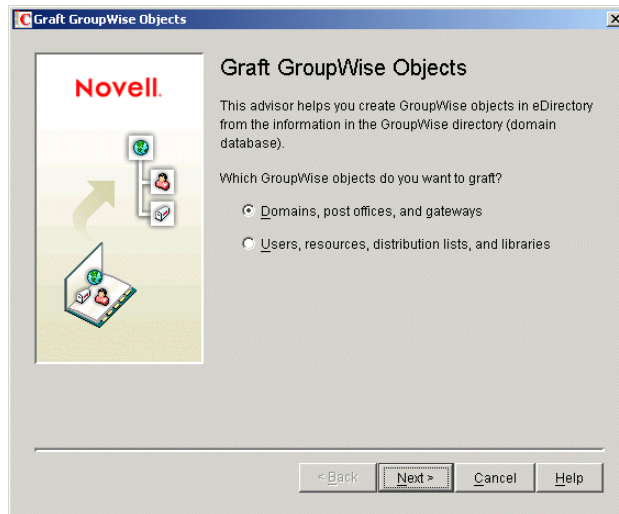 Graft GroupWise Objects
Novell.
Graft GroupWise Objects
This advisor helps you create GroupWise objects in eDirectory
from the information in the GroupWise directory (domain
database).
Which GroupWise objects do you want to graft?
Domains, post offices, and gateways
Users, resources, distribution lists, and libraries
< Back
Next >
Cancel
Help